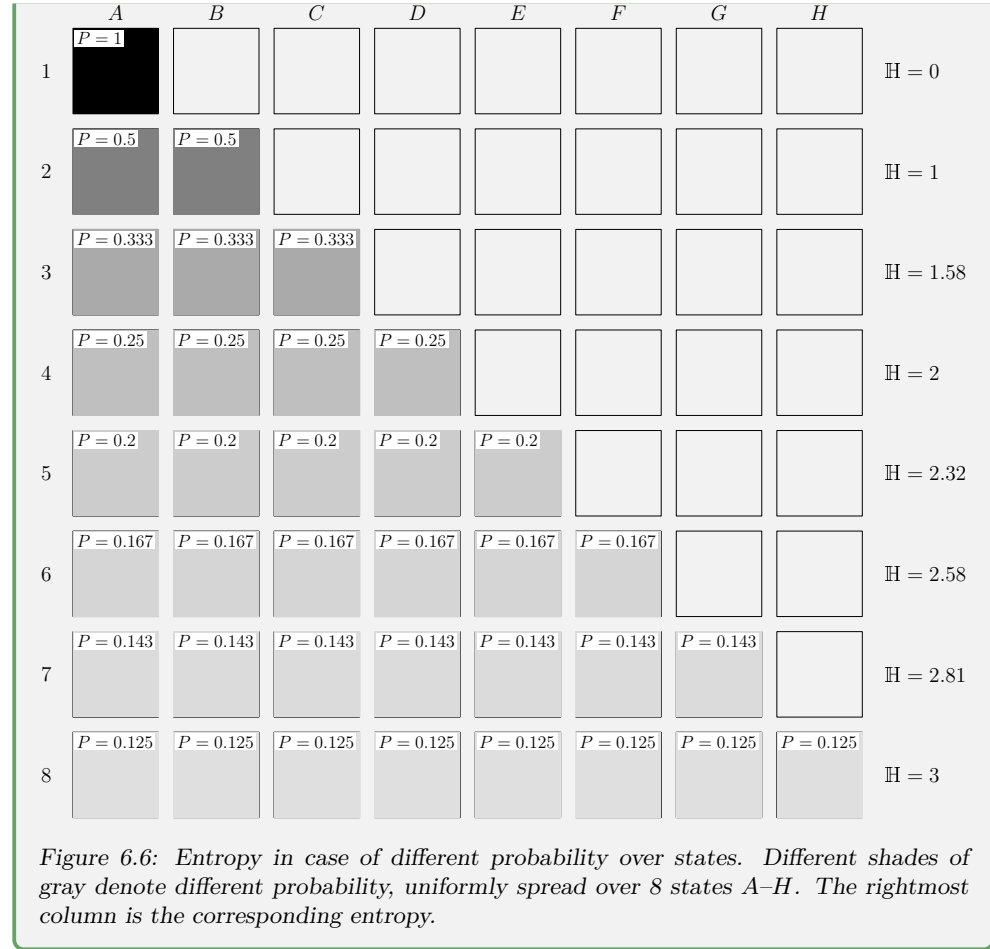 A B C D E F G H
P = 1
1 ℍ = 0
P = 0.5 P = 0.5
2 ℍ = 1
P = 0.333 P = 0.333 P = 0.333
3 ℍ = 1.58
P = 0.25 P = 0.25 P = 0.25 P = 0.25
4 ℍ = 2
P = 0.2 P = 0.2 P = 0.2 P = 0.2 P = 0.2
5 ℍ = 2.32
P = 0.167 P = 0.167 P = 0.167 P = 0.167 P = 0.167 P = 0.167
6 ℍ = 2.58
P = 0.143 P = 0.143 P = 0.143 P = 0.143 P = 0.143 P = 0.143 P = 0.143
7 ℍ = 2.81
P = 0.125 P = 0.125 P = 0.125 P = 0.125 P = 0.125 P = 0.125 P = 0.125 P = 0.125
8 ℍ = 3
Figure 6.6: Entropy in case of different probability over states. Different shades of
gray denote different probability, uniformly spread over 8 states A–H. The rightmost
column is the corresponding entropy.